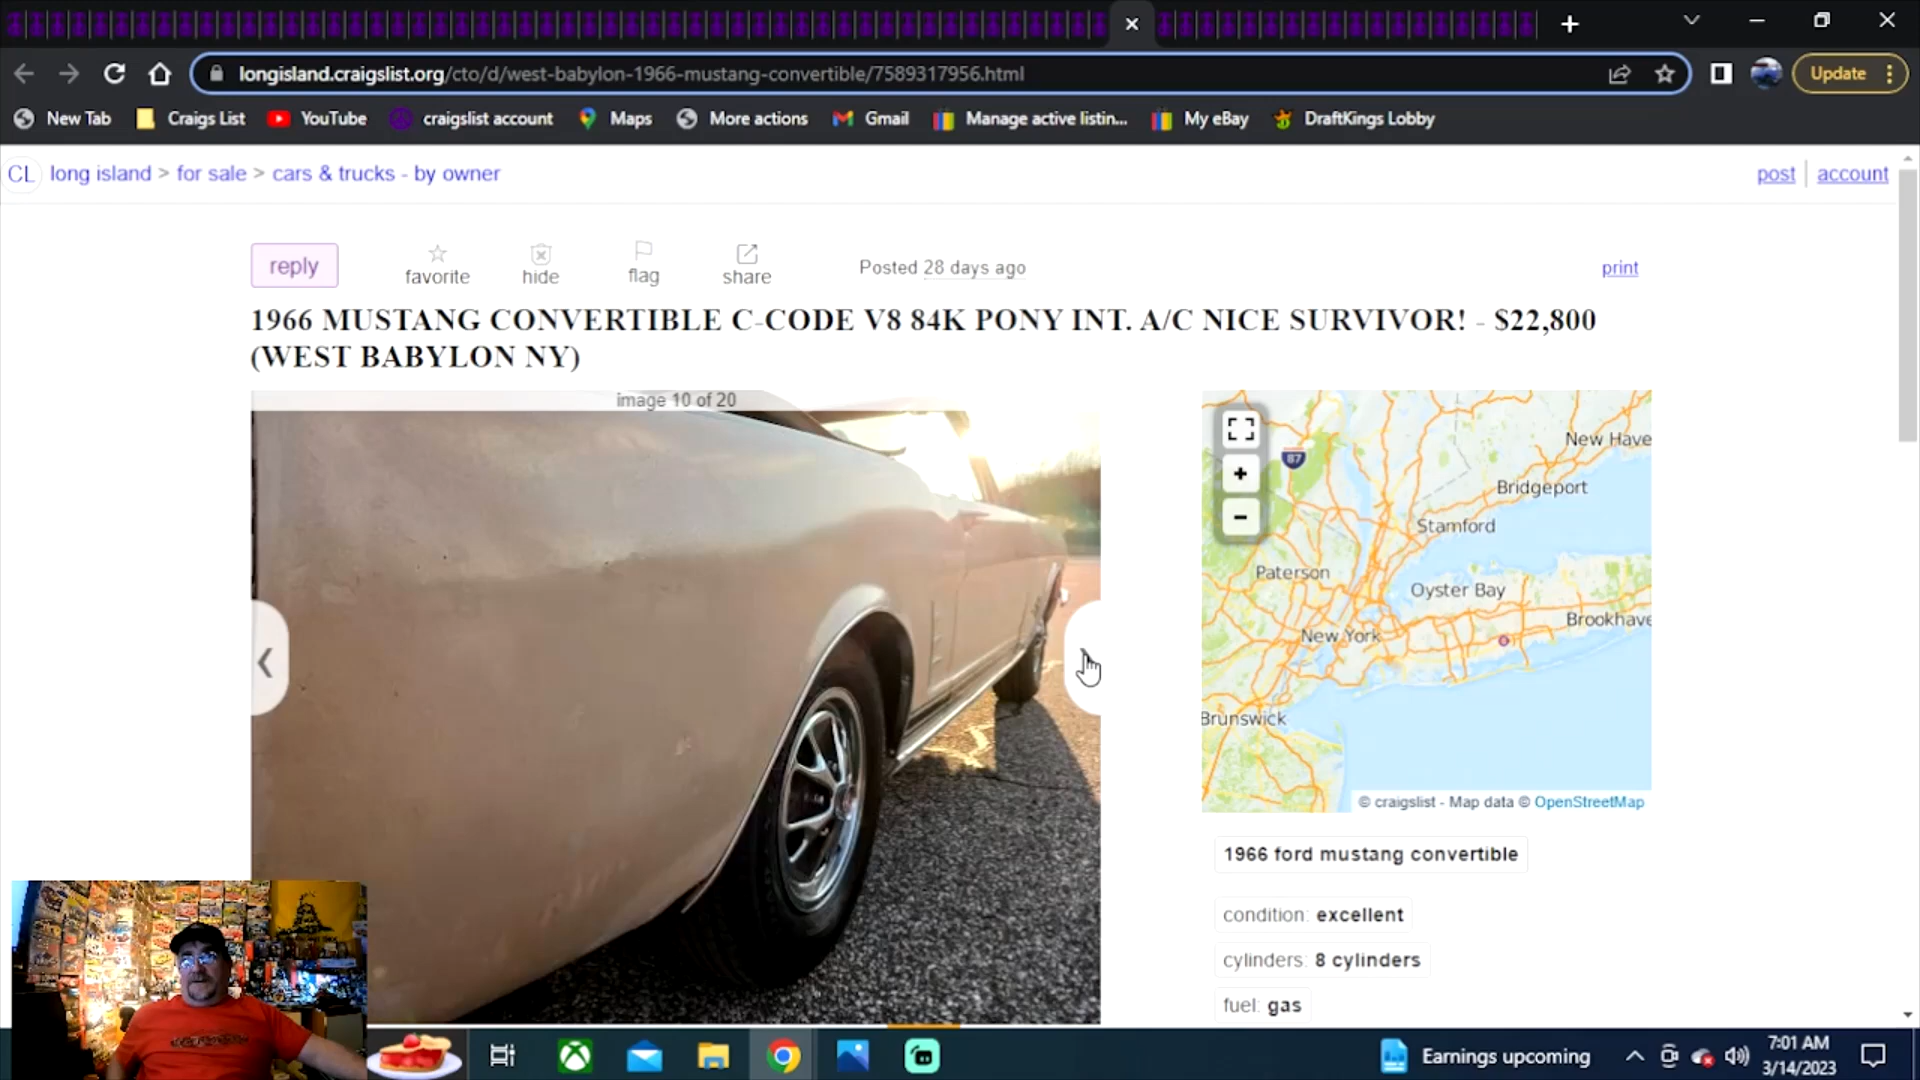 longisland.craigslist.org/cto/d/west-babylon-1966-mustang-convertible/7589317956.html
Update
New Tab
Craigs List
YouTube
craigslist account
Maps
More actions
Gmail
Manage active listin...
My eBay
DraftKings Lobby
CL long island > for sale > cars & trucks - by owner
post
account
reply
favorite
hide
flag
share
Posted 28 days ago
print
1966 MUSTANG CONVERTIBLE C-CODE V8 84K PONY INT. A/C NICE SURVIVOR! - $22,800
(WEST BABYLON NY)
image 10 of 20
New Have
87
Bridgeport
Stamford
Paterson
Oyster Bay
Brookhave
New York
Brunswick
© craigslist - Map data © OpenStreetMap
1966 ford mustang convertible
condition: excellent
cylinders: 8 cylinders
fuel: gas
Earnings upcoming
7:01 AM
3/14/2023